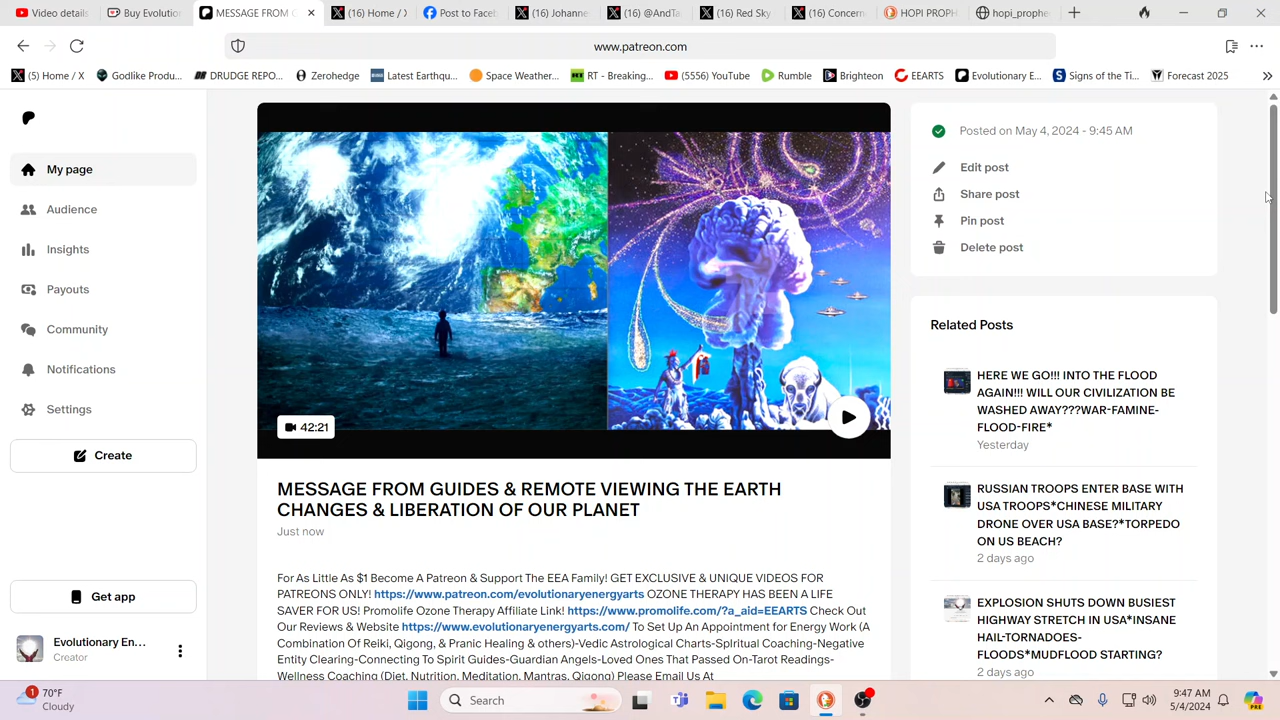 Video details
Buy Evolution
MESSAGE FROM G
(16) Home / X
Post to Faceb
(16) Johanne
(16) @AndTa
(16) Red Sky
(16) Concern
HOPI PROPH
hopi_prophe
www.patreon.com
(5) Home / X
Godlike Produ...
DRUDGE REPO...
Zerohedge
Latest Earthqu...
Space Weather...
RT - Breaking...
(5556) YouTube
Rumble
Brighteon
EEARTS
Evolutionary E...
Signs of the Ti...
Forecast 2025
My page
Audience
Insights
Payouts
Community
Notifications
Settings
Create
Get app
Evolutionary En...
Creator
42:21
MESSAGE FROM GUIDES & REMOTE VIEWING THE EARTH
CHANGES & LIBERATION OF OUR PLANET
Just now
For As Little As $1 Become A Patreon & Support The EEA Family! GET EXCLUSIVE & UNIQUE VIDEOS FOR
PATREONS ONLY! https://www.patreon.com/evolutionaryenergyarts OZONE THERAPY HAS BEEN A LIFE
SAVER FOR US! Promolife Ozone Therapy Affiliate Link! https://www.promolife.com/?a_aid=EEARTS Check Out
Our Reviews & Website https://www.evolutionaryenergyarts.com/ To Set Up An Appointment for Energy Work (A
Combination Of Reiki, Qigong, & Pranic Healing & others)-Vedic Astrological Charts-SpIritual Coaching-Negative
Entity Clearing-Connecting To Spirit Guides-Guardian Angels-Loved Ones That Passed On-Tarot Readings-
Wellness Coaching (Diet, Nutrition, Meditation, Mantras, Qigong) Please Email Us At
Posted on May 4, 2024 - 9:45 AM
Edit post
Share post
Pin post
Delete post
Related Posts
HERE WE GO!!! INTO THE FLOOD
AGAIN!!! WILL OUR CIVILIZATION BE
WASHED AWAY???WAR-FAMINE-
FLOOD-FIRE*
Yesterday
RUSSIAN TROOPS ENTER BASE WITH
USA TROOPS*CHINESE MILITARY
DRONE OVER USA BASE?*TORPEDO
ON US BEACH?
2 days ago
EXPLOSION SHUTS DOWN BUSIEST
HIGHWAY STRETCH IN USA*INSANE
HAIL-TORNADOES-
FLOODS*MUDFLOOD STARTING?
2 days ago
1
70°F
Cloudy
Search
9:47 AM
5/4/2024